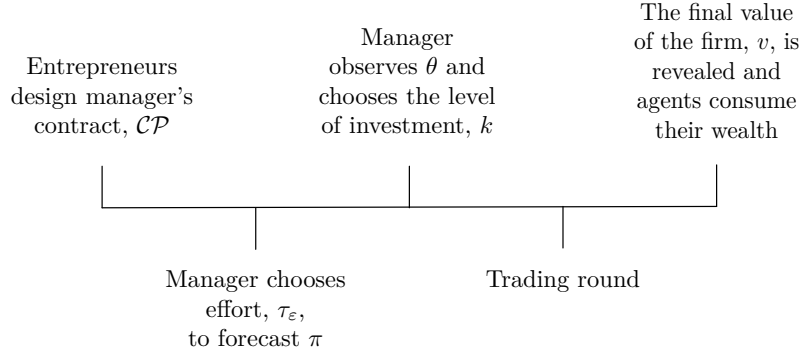 Entrepreneurs
design manager's
contract, 𝒞𝒫
Manager chooses
effort, τ_ε,
to forecast π
Manager
observes θ and
chooses the level
of investment, k
Trading round
The final value
of the firm, v, is
revealed and
agents consume
their wealth